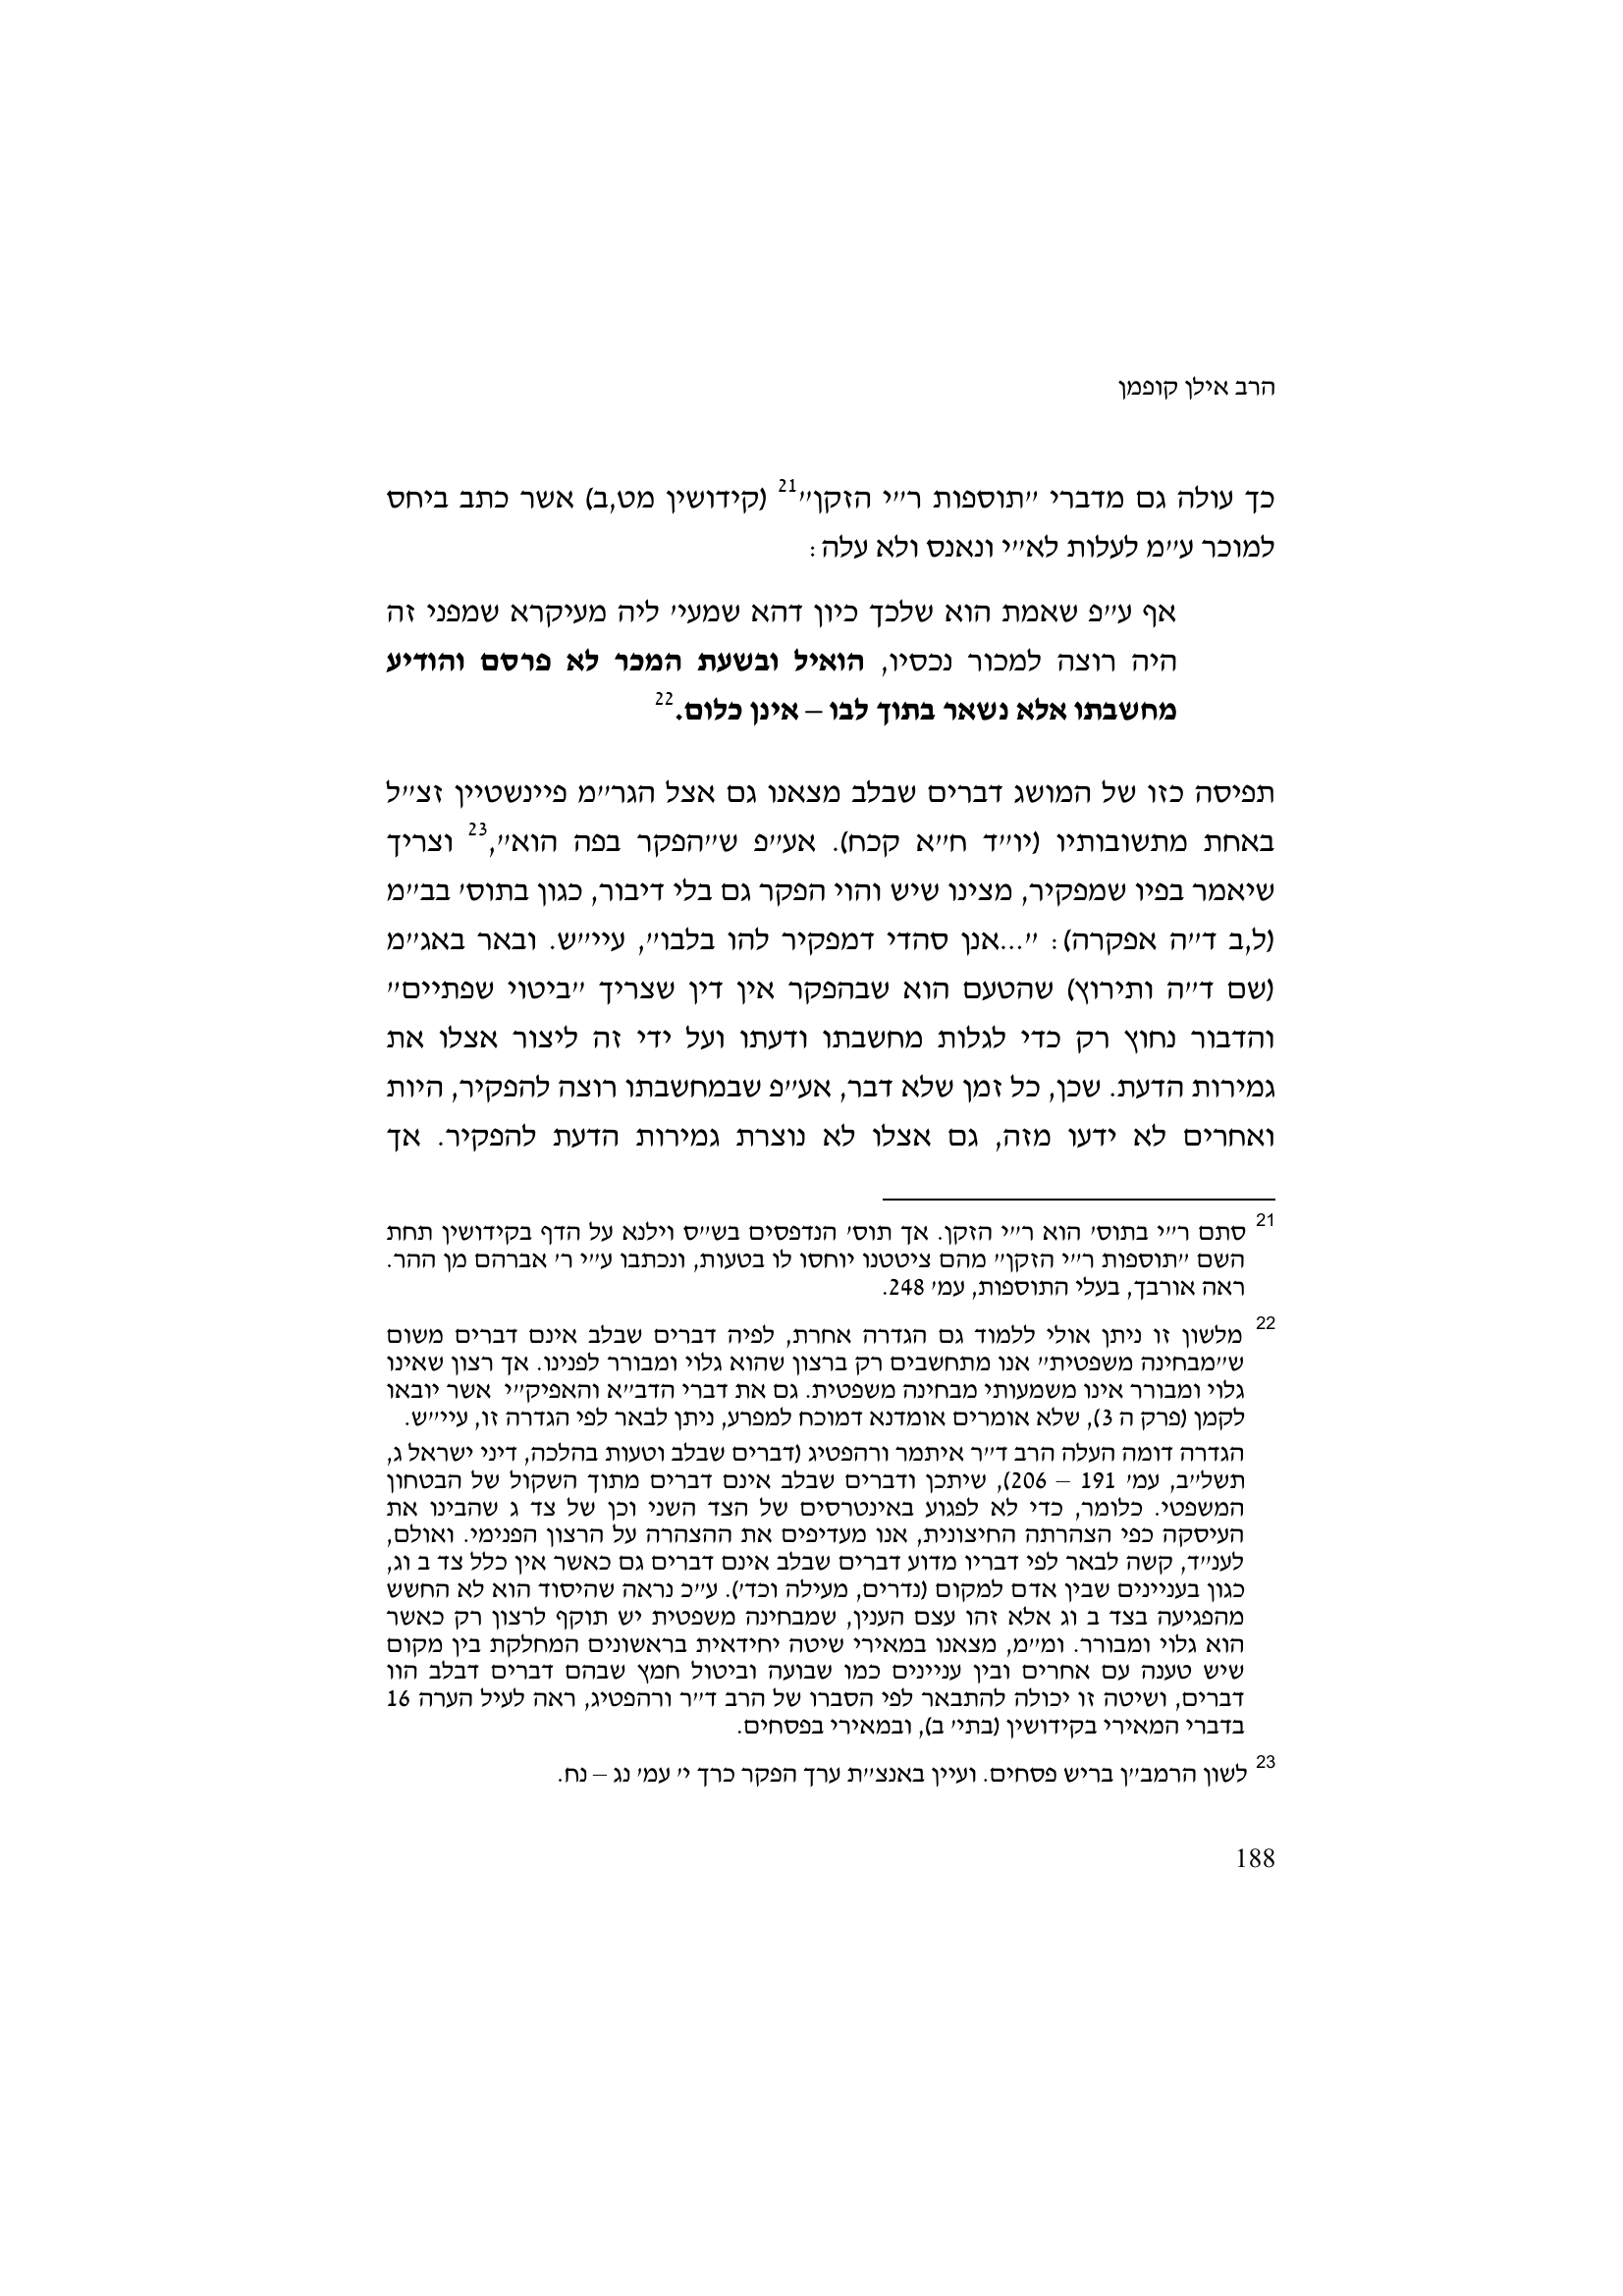 הרב אילן קופמן
כך עולה גם מדברי "תוספות ר"י הזקן"21 (קידושין מט,ב) אשר כתב ביחס
למוכר ע"מ לעלות לא"י ונאנס ולא עלה:
אף ע"פ שאמת הוא שלכך כיון דהא שמעי' ליה מעיקרא שמפני זה
היה רוצה למכור נכסיו, הואיל ובשעת המכר לא פרסם והודיע
מחשבתו אלא נשאר בתוך לבו – אינן כלום.22
תפיסה כזו של המושג דברים שבלב מצאנו גם אצל הגר"מ פיינשטיין זצ"ל
באחת מתשובותיו (יו"ד ח"א קכח). אע"פ ש"הפקר בפה הוא",23 וצריך
שיאמר בפיו שמפקיר, מצינו שיש והוי הפקר גם בלי דיבור, כגון בתוס' בב"מ
(ל,ב ד"ה אפקרה): "...אנן סהדי דמפקיר להו בלבו", עיי"ש. ובאר באג"מ
(שם ד"ה ותירוץ) שהטעם הוא שבהפקר אין דין שצריך "ביטוי שפתיים"
והדבור נחוץ רק כדי לגלות מחשבתו ודעתו ועל ידי זה ליצור אצלו את
גמירות הדעת. שכן, כל זמן שלא דבר, אע"פ שבמחשבתו רוצה להפקיר, היות
ואחרים לא ידעו מזה, גם אצלו לא נוצרת גמירות הדעת להפקיר. אך
21 סתם ר"י בתוס' הוא ר"י הזקן. אך תוס' הנדפסים בש"ס וילנא על הדף בקידושין תחת
השם "תוספות ר"י הזקן" מהם ציטטנו יוחסו לו בטעות, ונכתבו ע"י ר' אברהם מן ההר.
ראה אורבך, בעלי התוספות, עמ' 248.
22 מלשון זו ניתן אולי ללמוד גם הגדרה אחרת, לפיה דברים שבלב אינם דברים משום
ש"מבחינה משפטית" אנו מתחשבים רק ברצון שהוא גלוי ומבורר לפנינו. אך רצון שאינו
גלוי ומבורר אינו משמעותי מבחינה משפטית. גם את דברי הדב"א והאפיק"י אשר יובאו
לקמן (פרק ה 3), שלא אומרים אומדנא דמוכח למפרע, ניתן לבאר לפי הגדרה זו, עיי"ש.
הגדרה דומה העלה הרב ד"ר איתמר ורהפטיג (דברים שבלב וטעות בהלכה, דיני ישראל ג,
תשל"ב, עמ' 191 – 206), שיתכן ודברים שבלב אינם דברים מתוך השקול של הבטחון
המשפטי. כלומר, כדי לא לפגוע באינטרסים של הצד השני וכן של צד ג שהבינו את
העיסקה כפי הצהרתה החיצונית, אנו מעדיפים את ההצהרה על הרצון הפנימי. ואולם,
לענ"ד, קשה לבאר לפי דבריו מדוע דברים שבלב אינם דברים גם כאשר אין כלל צד ב וג,
כגון בעניינים שבין אדם למקום (נדרים, מעילה וכד'). ע"כ נראה שהיסוד הוא לא החשש
מהפגיעה בצד ב וג אלא זהו עצם הענין, שמבחינה משפטית יש תוקף לרצון רק כאשר
הוא גלוי ומבורר. ומ"מ, מצאנו במאירי שיטה יחידאית בראשונים המחלקת בין מקום
שיש טענה עם אחרים ובין עניינים כמו שבועה וביטול חמץ שבהם דברים דבלב הוו
דברים, ושיטה זו יכולה להתבאר לפי הסברו של הרב ד"ר ורהפטיג, ראה לעיל הערה 16
בדברי המאירי בקידושין (בתי' ב), ובמאירי בפסחים.
23 לשון הרמב"ן בריש פסחים. ועיין באנצ"ת ערך הפקר כרך י' עמ' נג – נח.
188